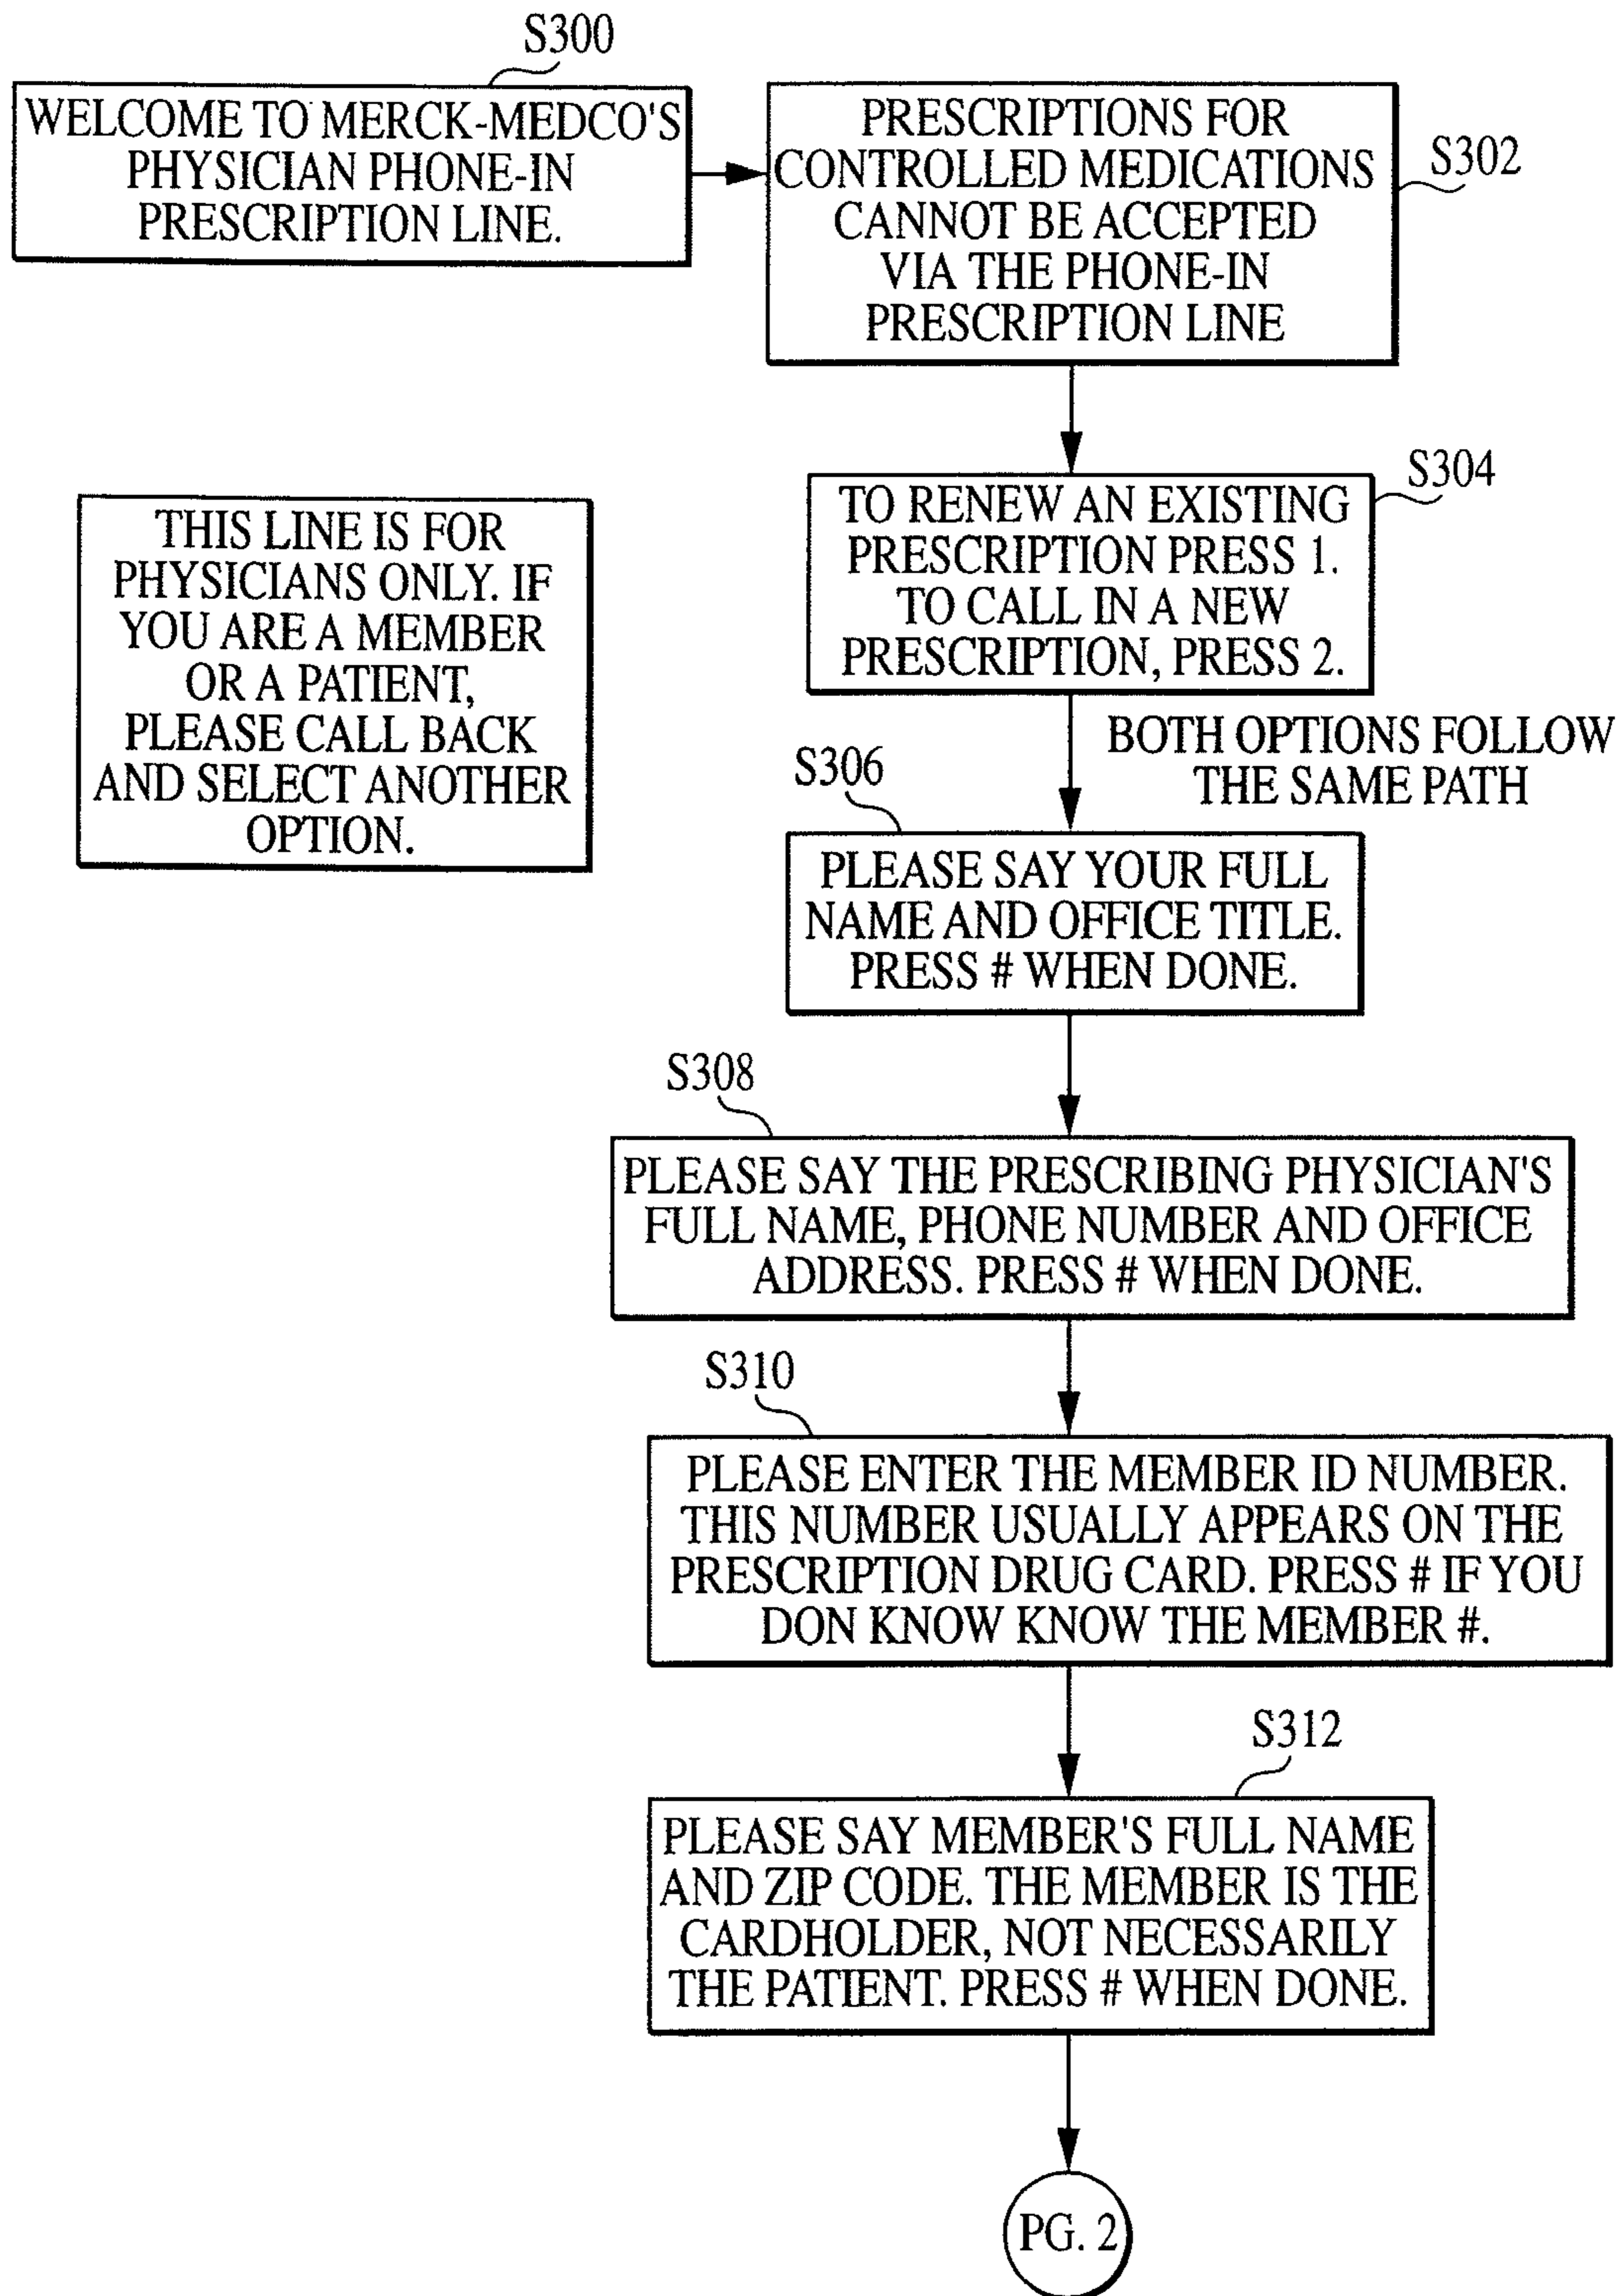 S300
WELCOME TO MERCK-MEDCO'S
PHYSICIAN PHONE-IN
PRESCRIPTION LINE.
PRESCRIPTIONS FOR
CONTROLLED MEDICATIONS
CANNOT BE ACCEPTED
VIA THE PHONE-IN
PRESCRIPTION LINE
S302
THIS LINE IS FOR
PHYSICIANS ONLY. IF
YOU ARE A MEMBER
OR A PATIENT,
PLEASE CALL BACK
AND SELECT ANOTHER
OPTION.
S304
TO RENEW AN EXISTING
PRESCRIPTION PRESS 1.
TO CALL IN A NEW
PRESCRIPTION, PRESS 2.
BOTH OPTIONS FOLLOW
THE SAME PATH
S306
PLEASE SAY YOUR FULL
NAME AND OFFICE TITLE.
PRESS # WHEN DONE.
S308
PLEASE SAY THE PRESCRIBING PHYSICIAN'S
FULL NAME, PHONE NUMBER AND OFFICE
ADDRESS. PRESS # WHEN DONE.
S310
PLEASE ENTER THE MEMBER ID NUMBER.
THIS NUMBER USUALLY APPEARS ON THE
PRESCRIPTION DRUG CARD. PRESS # IF YOU
DON KNOW KNOW THE MEMBER #.
S312
PLEASE SAY MEMBER'S FULL NAME
AND ZIP CODE. THE MEMBER IS THE
CARDHOLDER, NOT NECESSARILY
THE PATIENT. PRESS # WHEN DONE.
PG. 2